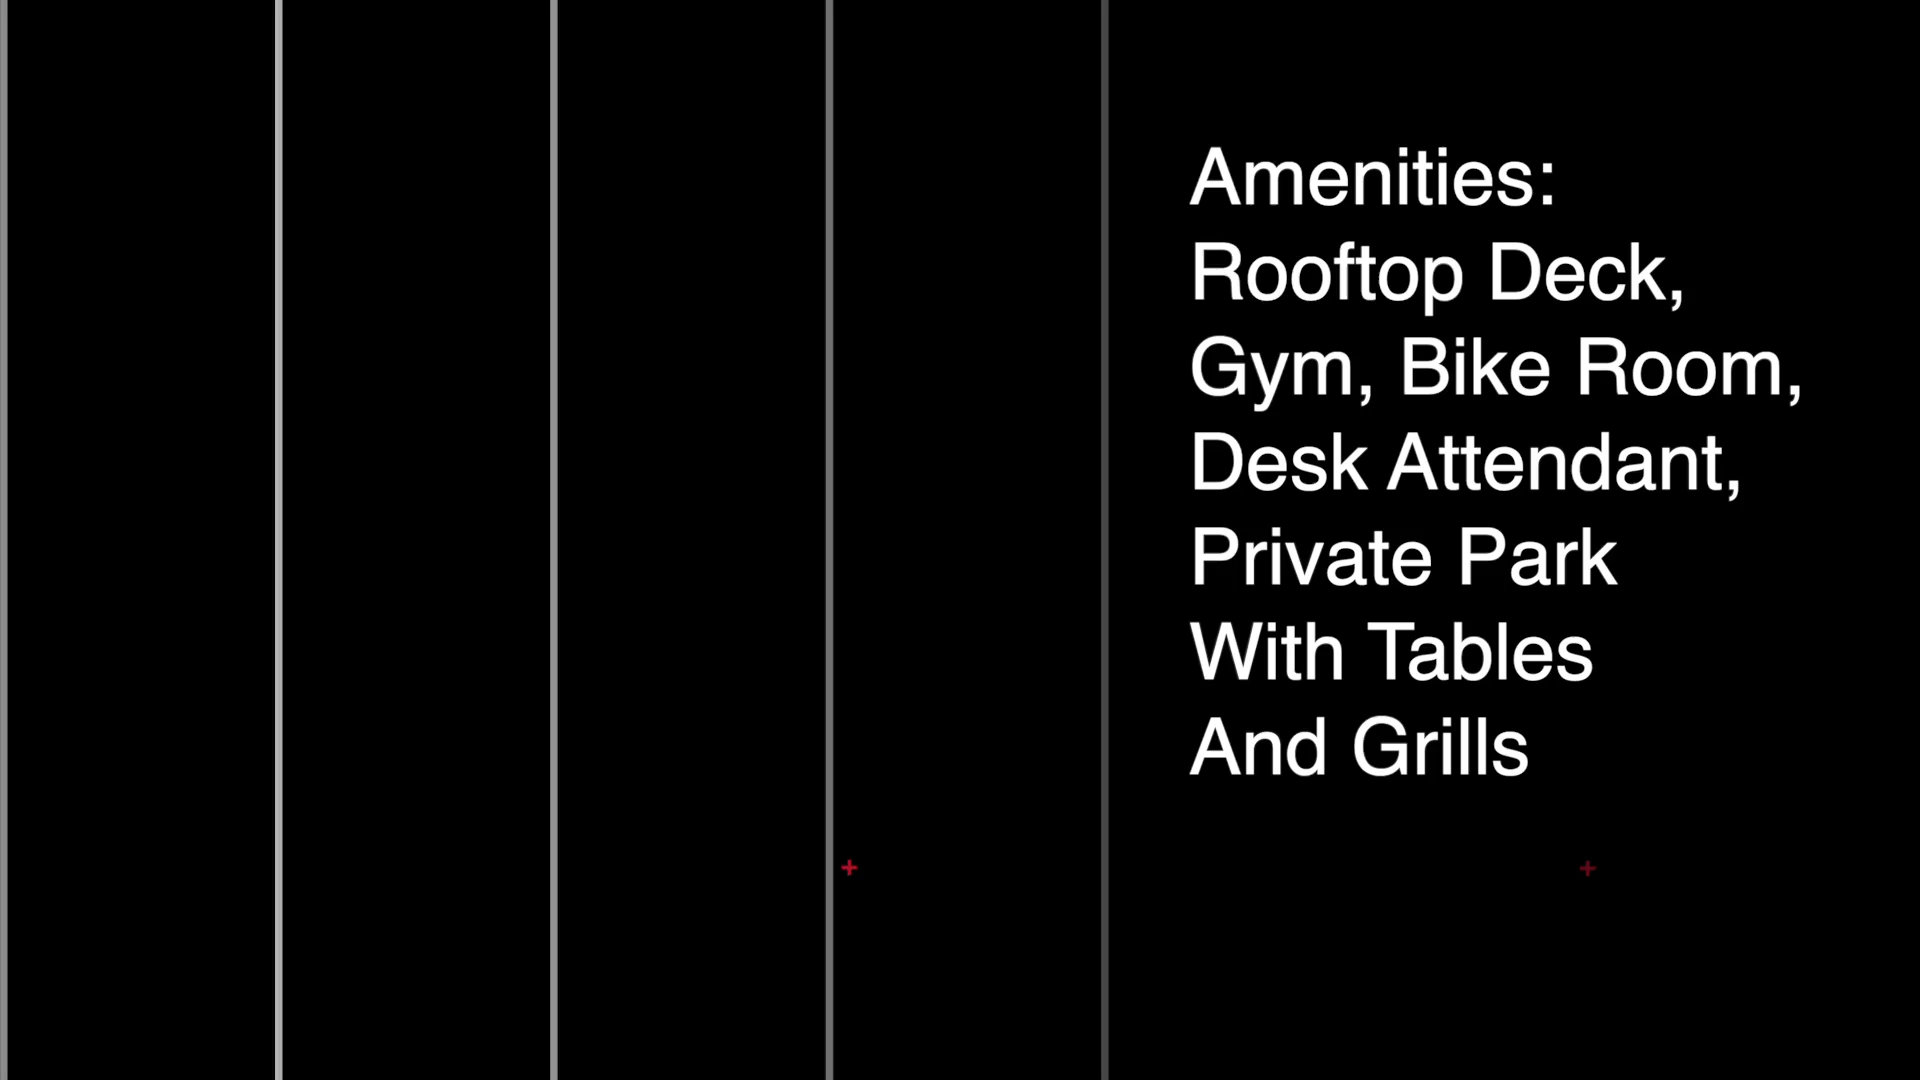 Amenities:
Rooftop Deck,
Gym, Bike Room,
Desk Attendant,
Private Park
With Tables
And Grills